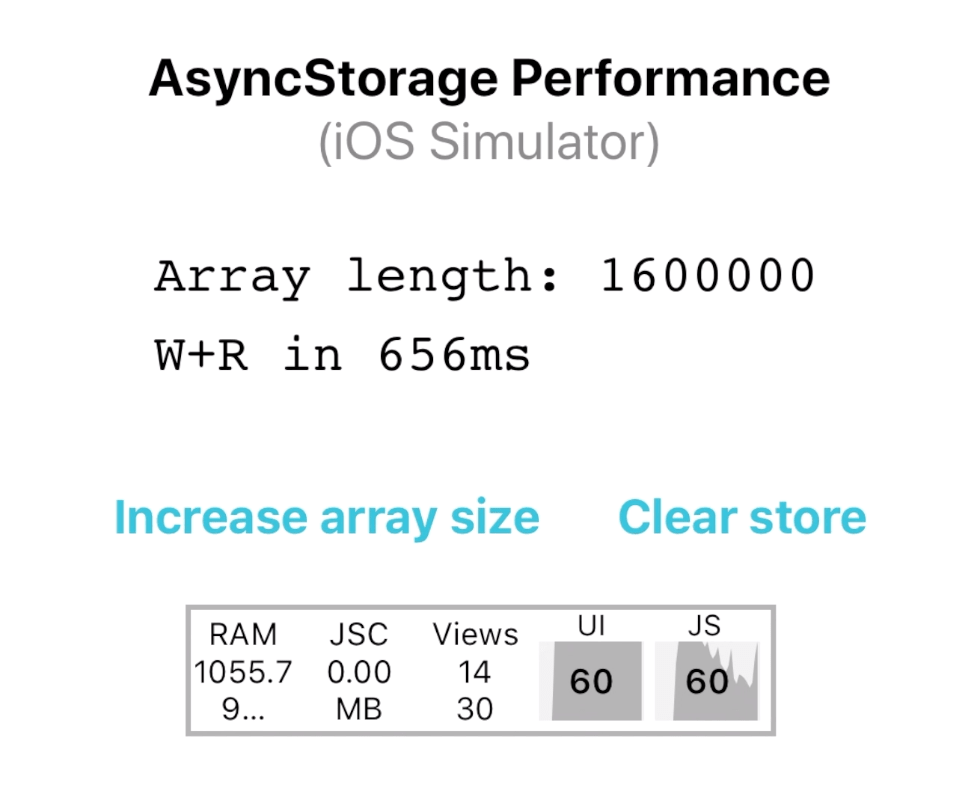 AsyncStorage Performance
(iOS Simulator)
Array length: 1600000
W+R in 656ms
Increase array size
Clear store
RAM
1055.7
9...
JSC
0.00
MB
Views
14
30
UI
60
JS
60